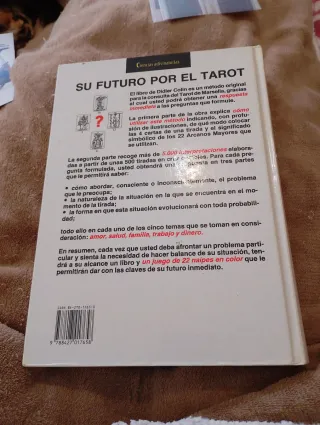 Ciencias adivinatorias
SU FUTURO POR EL TAROT
El libro de Didier Colin es un método original
para la consulta del Tarot de Marsella, gracias
al cual usted podrá obtener una respuesta
inmediata a las preguntas que formule.
La primera parte de la obra explica cómo
utilizar este método indicando, con profu-
sión de ilustraciones, de qué modo colocar
las 4 cartas de una tirada y el significado
simbólico de los 22 Arcanos Mayores que
se utilizan.
?
La segunda parte recoge más de 5.000 interpretaciones elabora-
das a partir de unas 500 tiradas en cruz. Para cada pre-
gunta formulada, usted obtendrá una respuesta en tres partes
que le permitirá saber:
• cómo abordar, consciente o inconscientemente, el problema
que le preocupa;
• la naturaleza de la situación en la que se encuentra en el mo-
mento de la tirada;
• la forma en que esta situación evolucionará con toda probabili-
dad;
todo ello en cada uno de los cinco temas que se toman en consi-
deración: amor, salud, familia, trabajo y dinero.
En resumen, cada vez que usted deba afrontar un problema parti-
cular y sienta la necesidad de hacer balance de su situación, ten-
drá a su alcance un libro y un juego de 22 naipes en color que le
permitirán dar con las claves de su futuro inmediato.
9 788427 017658